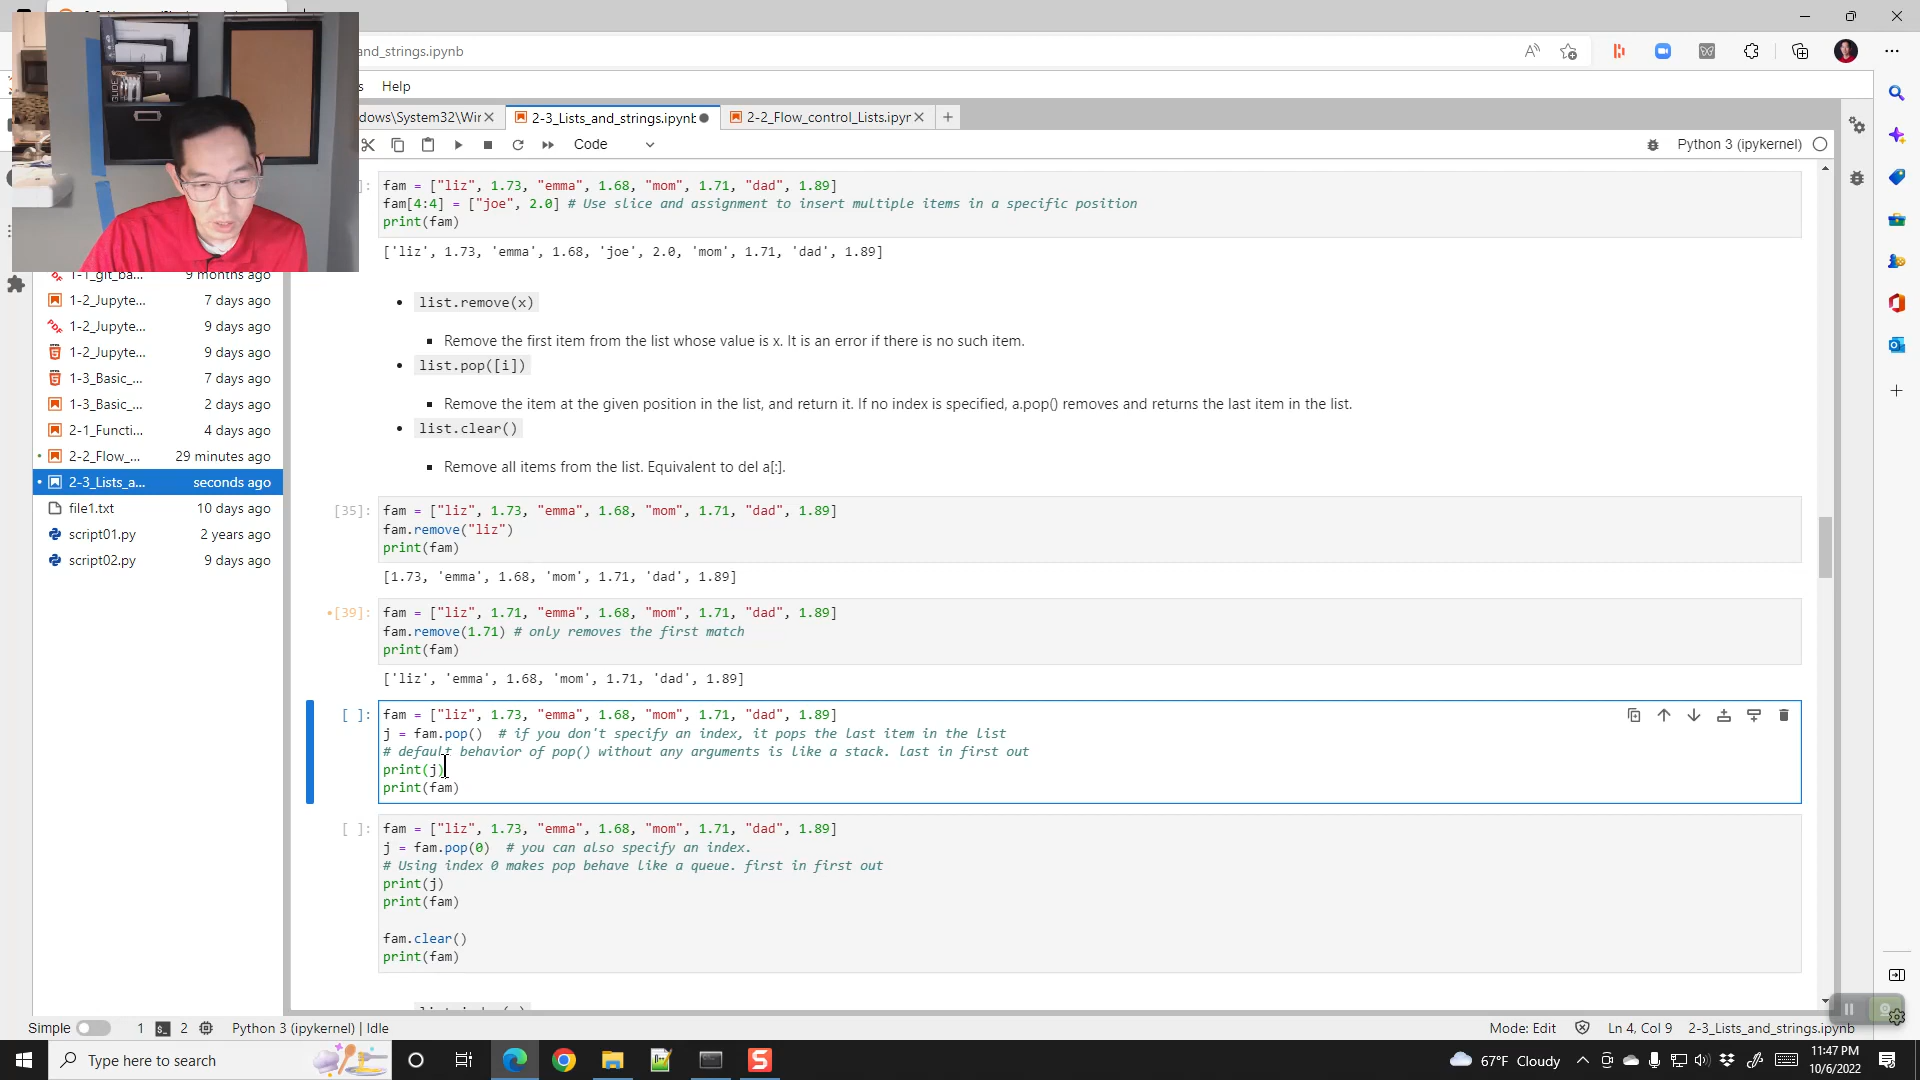 and_strings.ipynb
Help
dows\System32\Wir
2-3_Lists_and_strings.ipynb
2-2_Flow_control_Lists.ipyr
Code
Python 3 (ipykernel)
]:
fam = ["liz", 1.73, "emma", 1.68, "mom", 1.71, "dad", 1.89]
fam[4:4] = ["joe", 2.0] # Use slice and assignment to insert multiple items in a specific position
print(fam)
['liz', 1.73, 'emma', 1.68, 'joe', 2.0, 'mom', 1.71, 'dad', 1.89]
1-1_git_ba... 9 months ago
1-2_Jupyte... 7 days ago
1-2_Jupyte... 9 days ago
1-2_Jupyte... 9 days ago
1-3_Basic_... 7 days ago
1-3_Basic_... 2 days ago
2-1_Functi... 4 days ago
2-2_Flow_... 29 minutes ago
2-3_Lists_a... seconds ago
file1.txt 10 days ago
script01.py 2 years ago
script02.py 9 days ago
list.remove(x)
Remove the first item from the list whose value is x. It is an error if there is no such item.
list.pop([i])
Remove the item at the given position in the list, and return it. If no index is specified, a.pop() removes and returns the last item in the list.
list.clear()
Remove all items from the list. Equivalent to del a[:].
[35]:
fam = ["liz", 1.73, "emma", 1.68, "mom", 1.71, "dad", 1.89]
fam.remove("liz")
print(fam)
[1.73, 'emma', 1.68, 'mom', 1.71, 'dad', 1.89]
[39]:
fam = ["liz", 1.71, "emma", 1.68, "mom", 1.71, "dad", 1.89]
fam.remove(1.71) # only removes the first match
print(fam)
['liz', 'emma', 1.68, 'mom', 1.71, 'dad', 1.89]
[ ]:
fam = ["liz", 1.73, "emma", 1.68, "mom", 1.71, "dad", 1.89]
j = fam.pop()  # if you don't specify an index, it pops the last item in the list
# default behavior of pop() without any arguments is like a stack. last in first out
print(j)
print(fam)
[ ]:
fam = ["liz", 1.73, "emma", 1.68, "mom", 1.71, "dad", 1.89]
j = fam.pop(0)  # you can also specify an index.
# Using index 0 makes pop behave like a queue. first in first out
print(j)
print(fam)
fam.clear()
print(fam)
Simple 1 2 Python 3 (ipykernel) | Idle
Mode: Edit Ln 4, Col 9 2-3_Lists_and_strings.ipynb
Type here to search
67°F Cloudy
11:47 PM
10/6/2022